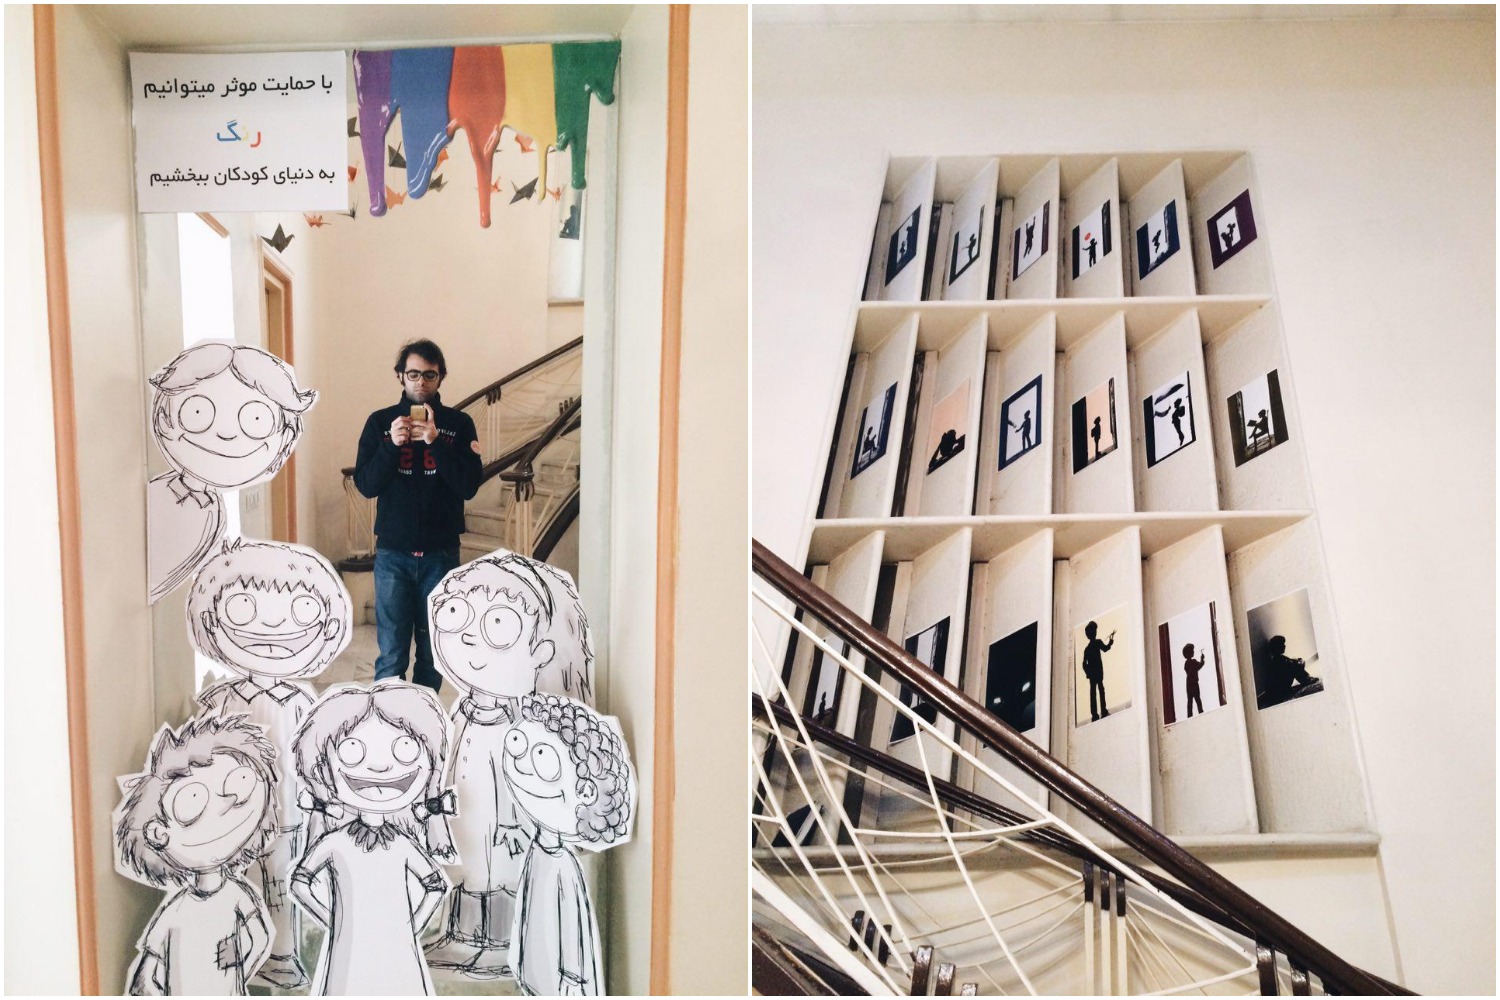 با حمایت موثر میتوانیم
رنگ
به دنیای کودکان ببخشیم